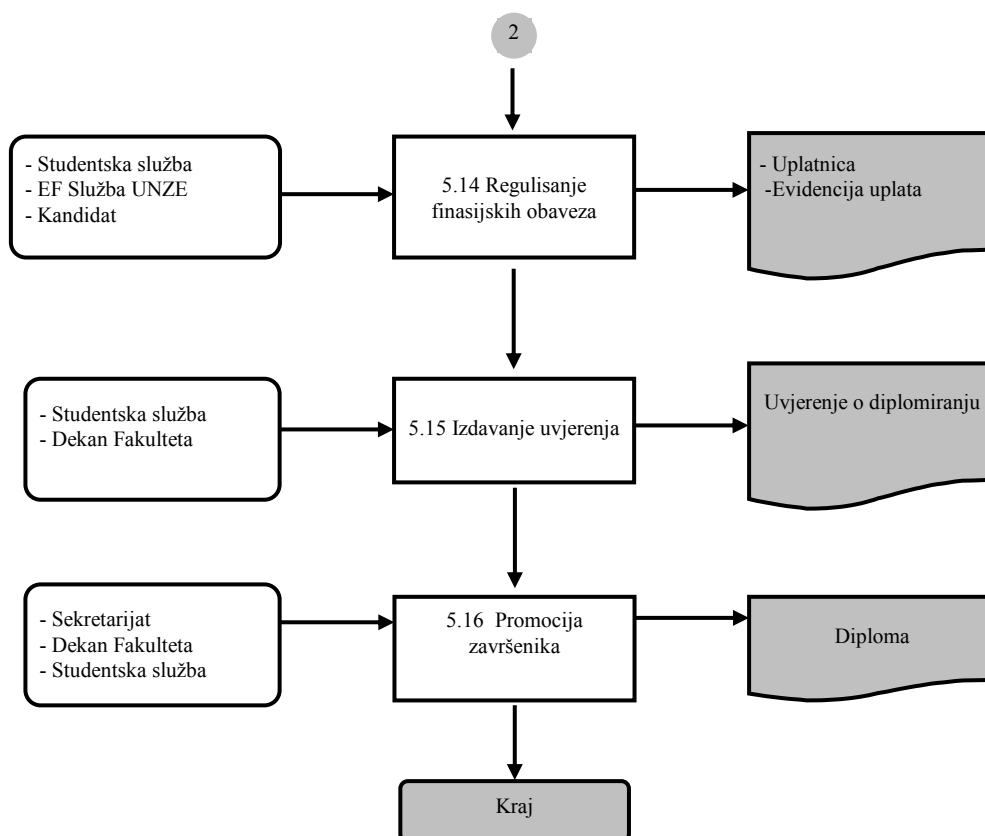 2
- Studentska služba
- EF Služba UNZE
- Kandidat
5.14 Regulisanje
finasijskih obaveza
- Uplatnica
-Evidencija uplata
- Studentska služba
- Dekan Fakulteta
5.15 Izdavanje uvjerenja
Uvjerenje o diplomiranju
- Sekretarijat
- Dekan Fakulteta
- Studentska služba
5.16 Promocija
završenika
Diploma
Kraj